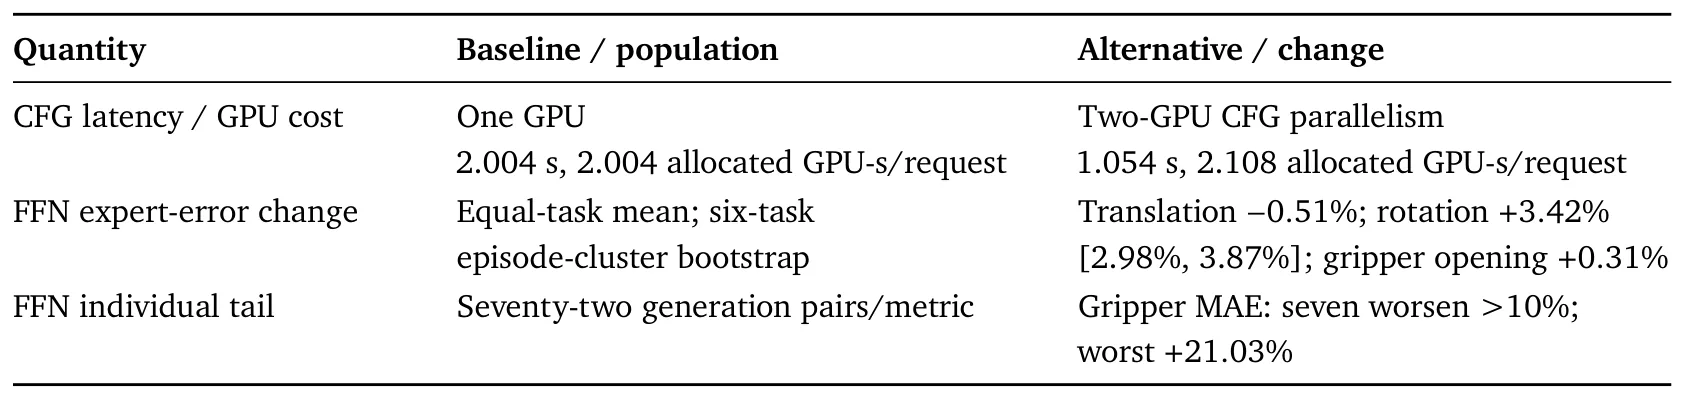 Quantity Baseline / population Alternative / change
CFG latency / GPU cost One GPU Two-GPU CFG parallelism
2.004 s, 2.004 allocated GPU-s/request 1.054 s, 2.108 allocated GPU-s/request
FFN expert-error change Equal-task mean; six-task Translation −0.51%; rotation +3.42%
episode-cluster bootstrap [2.98%, 3.87%]; gripper opening +0.31%
FFN individual tail Seventy-two generation pairs/metric Gripper MAE: seven worsen >10%;
worst +21.03%